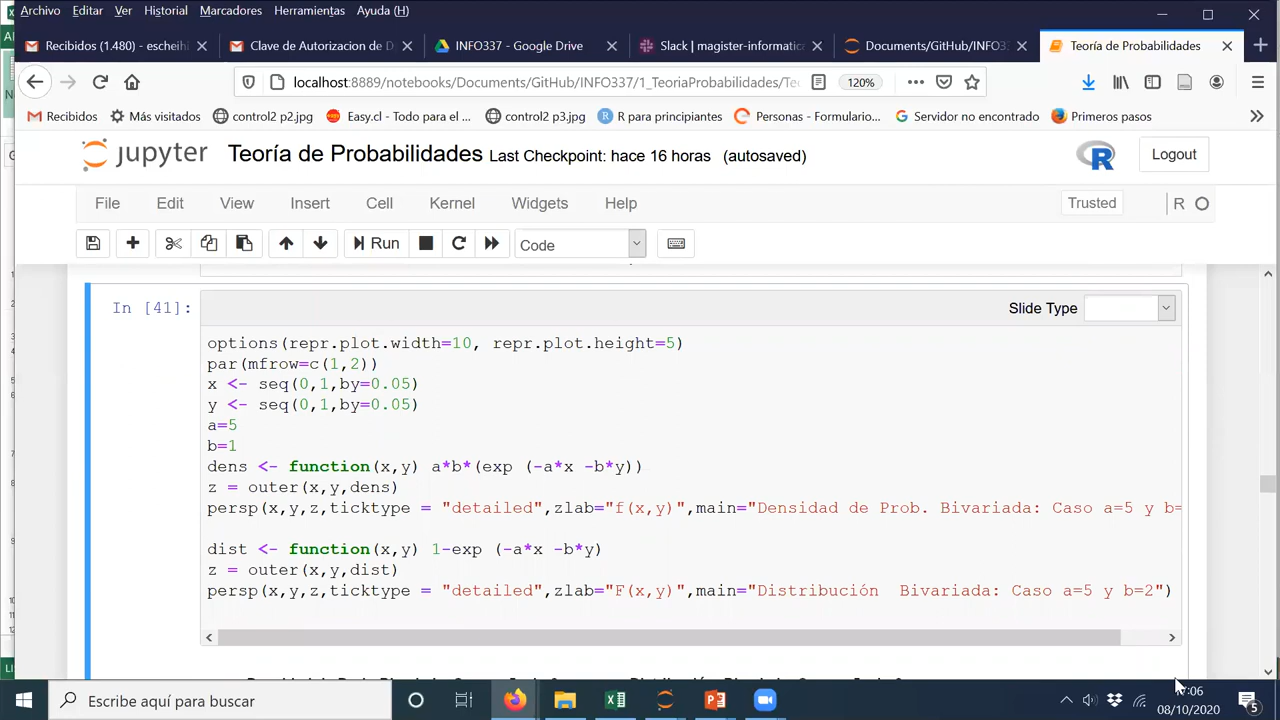 Archivo Editar Ver Historial Marcadores Herramientas Ayuda (H)
Recibidos (1.480) - escheih
Clave de Autorizacion de D
INFO337 - Google Drive
Slack | magister-informatic
Documents/GitHub/INFO3
Teoría de Probabilidades
localhost:8889/notebooks/Documents/GitHub/INFO337/1_TeoriaProbabilidades/Te
120%
Recibidos Más visitados control2 p2.jpg Easy.cl - Todo para el ... control2 p3.jpg R para principiantes Personas - Formulario... Servidor no encontrado Primeros pasos
jupyter Teoría de Probabilidades Last Checkpoint: hace 16 horas (autosaved)
R
Logout
File Edit View Insert Cell Kernel Widgets Help
Trusted
R
Run
Code
In [41]:
Slide Type
options(repr.plot.width=10, repr.plot.height=5)
par(mfrow=c(1,2))
x <- seq(0,1,by=0.05)
y <- seq(0,1,by=0.05)
a=5
b=1
dens <- function(x,y) a*b*(exp (-a*x -b*y))
z = outer(x,y,dens)
persp(x,y,z,ticktype = "detailed",zlab="f(x,y)",main="Densidad de Prob. Bivariada: Caso a=5 y b=
dist <- function(x,y) 1-exp (-a*x -b*y)
z = outer(x,y,dist)
persp(x,y,z,ticktype = "detailed",zlab="F(x,y)",main="Distribución  Bivariada: Caso a=5 y b=2")
Escribe aquí para buscar
:06
08/10/2020
5